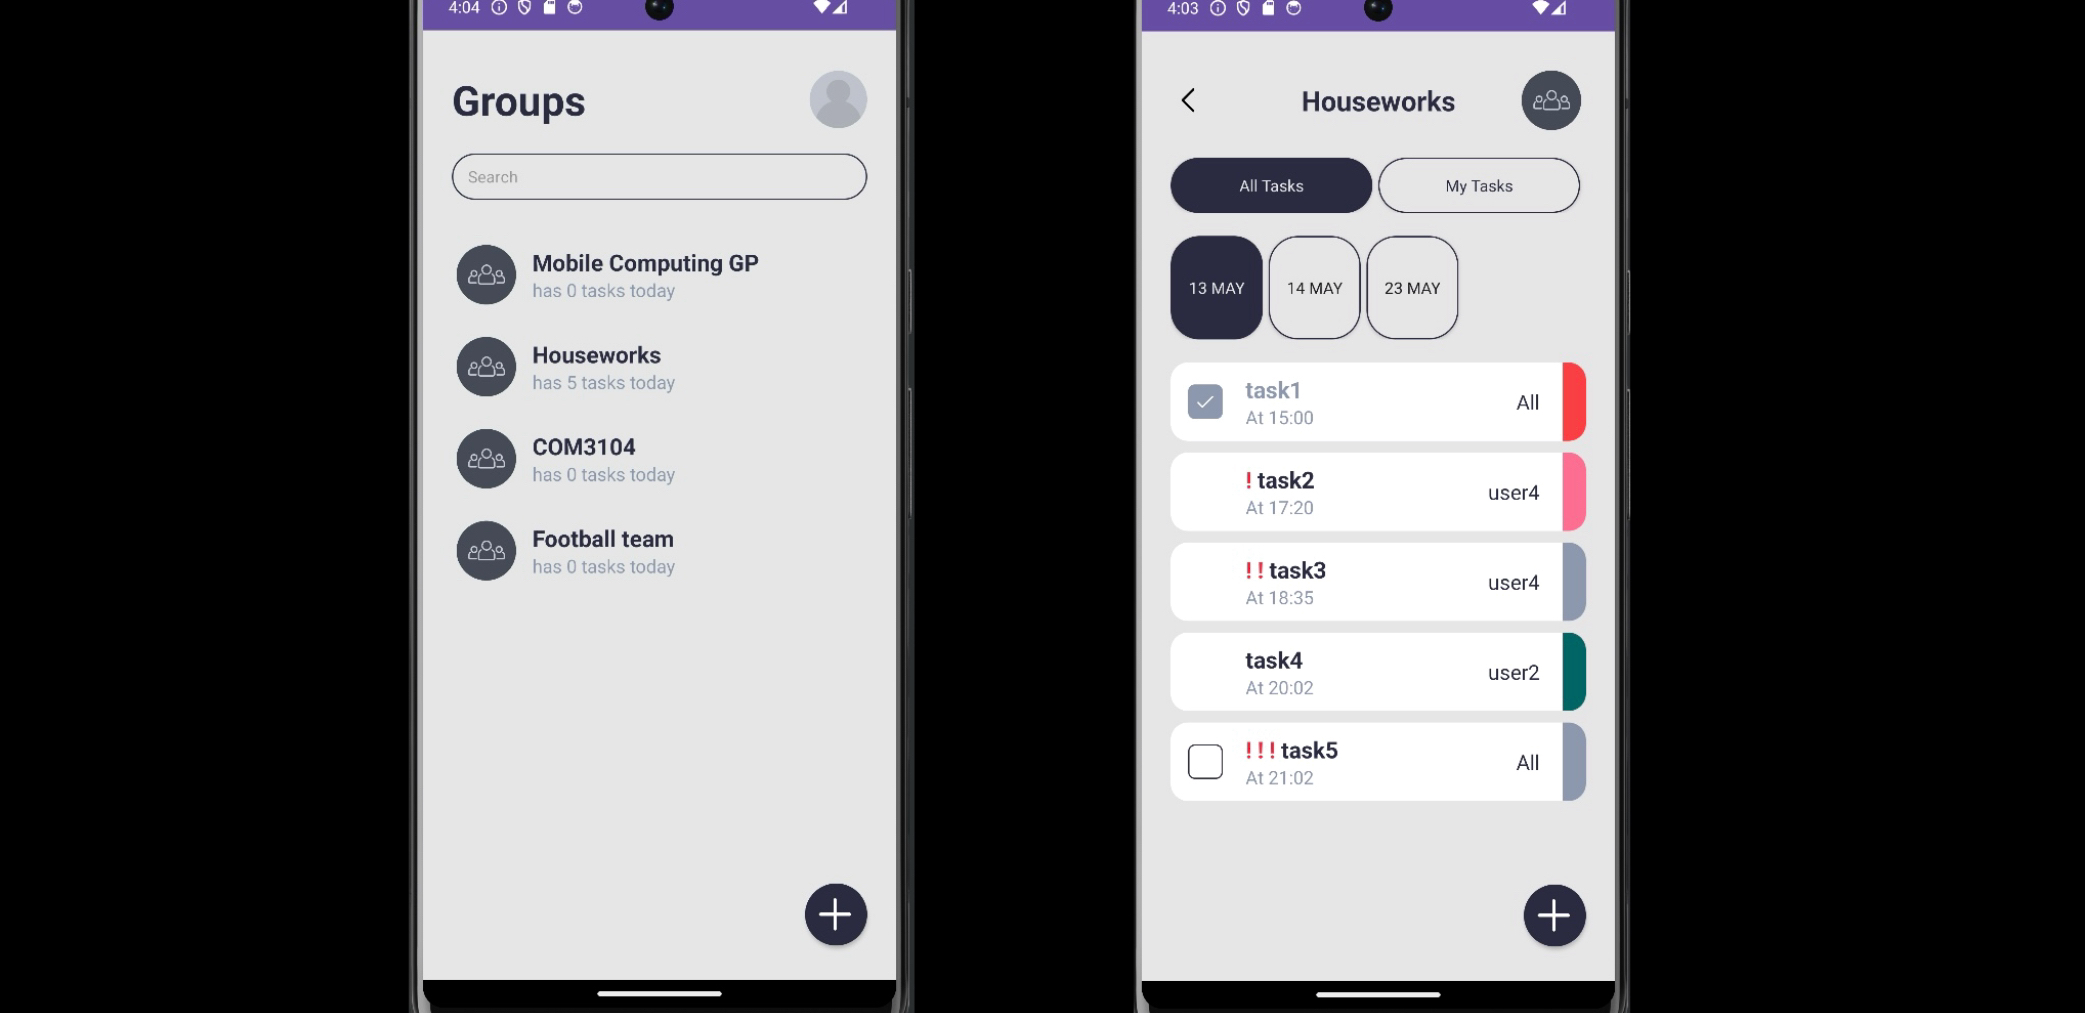 4:04
Groups
Search
Mobile Computing GP
has 0 tasks today
Houseworks
has 5 tasks today
COM3104
has 0 tasks today
Football team
has 0 tasks today
4:03
Houseworks
All Tasks
My Tasks
13 MAY
14 MAY
23 MAY
task1
At 15:00
All
! task2
At 17:20
user4
!! task3
At 18:35
user4
task4
At 20:02
user2
!!! task5
At 21:02
All